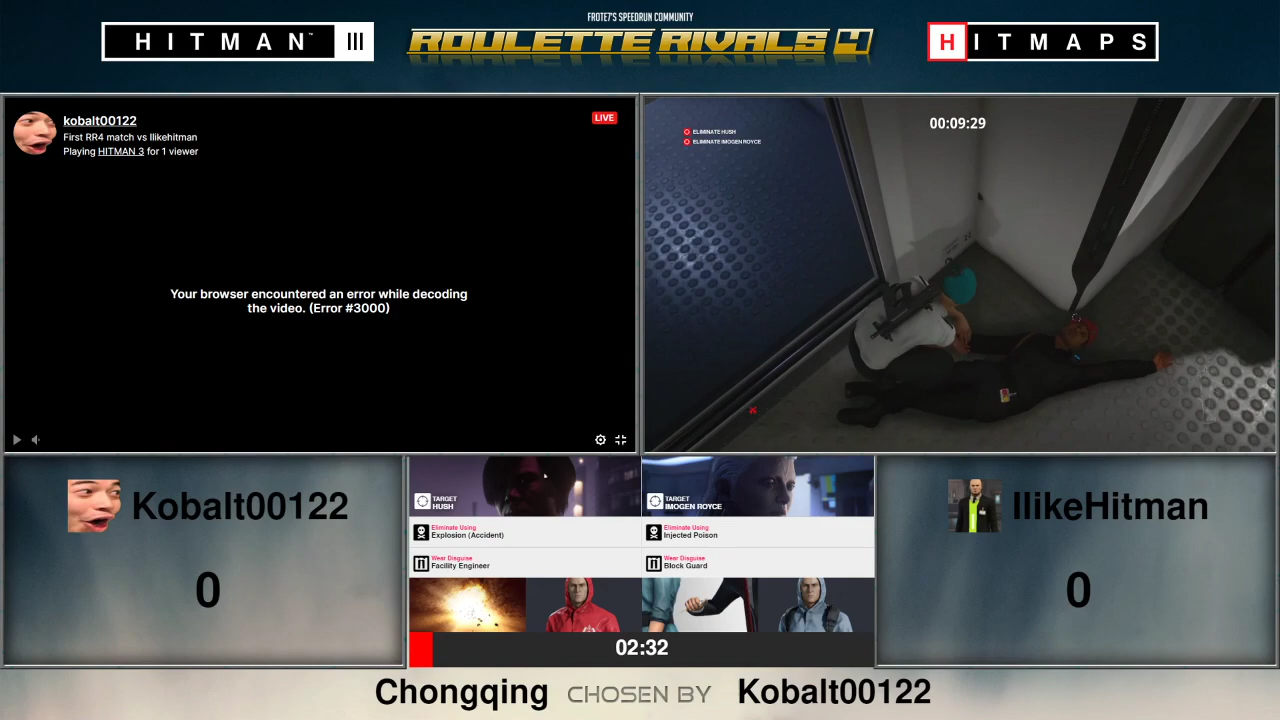 HITMAN™ III
FROTE7'S SPEEDRUN COMMUNITY
ROULETTE RIVALS 4
HITMAPS
kobalt00122
First RR4 match vs Ilikehitman
Playing HITMAN 3 for 1 viewer
LIVE
Your browser encountered an error while decoding
the video. (Error #3000)
00:09:29
ELIMINATE HUSH
ELIMINATE IMOGEN ROYCE
Kobalt00122
0
TARGET
HUSH
Eliminate Using
Explosion (Accident)
Wear Disguise
Facility Engineer
TARGET
IMOGEN ROYCE
Eliminate Using
Injected Poison
Wear Disguise
Block Guard
02:32
IlikeHitman
0
Chongqing CHOSEN BY Kobalt00122